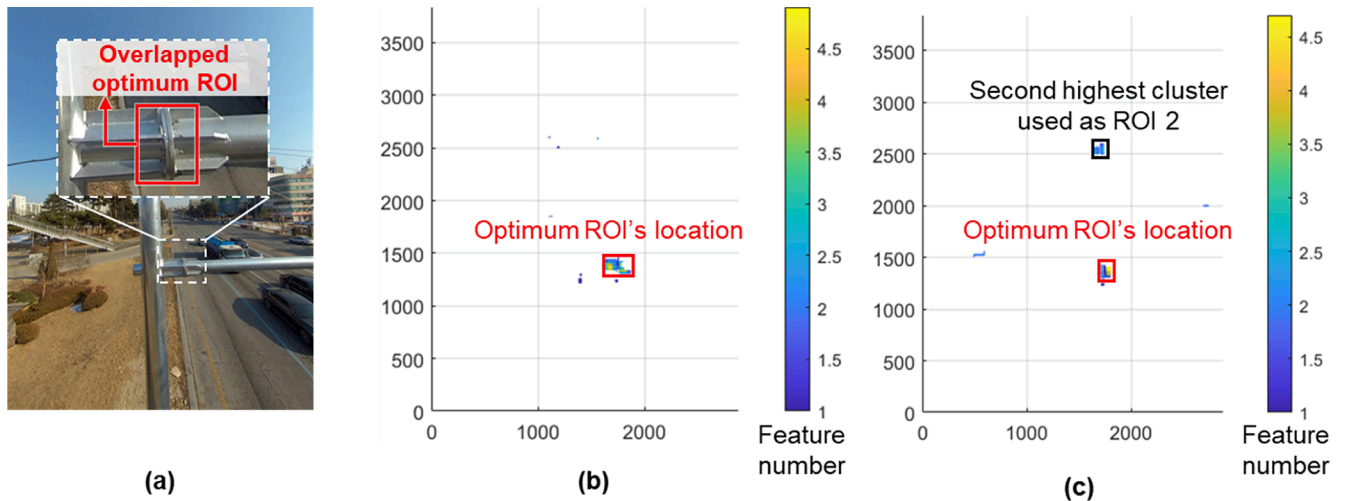 Overlapped
optimum ROI
(a)
3500
3000
2500
2000
1500
1000
500
0
0
1000
2000
Optimum ROI's location
4.5
4
3.5
3
2.5
2
1.5
1
Feature
number
(b)
3500
3000
2500
2000
1500
1000
500
0
0
1000
2000
Second highest cluster
used as ROI 2
Optimum ROI's location
4.5
4
3.5
3
2.5
2
1.5
1
Feature
number
(c)